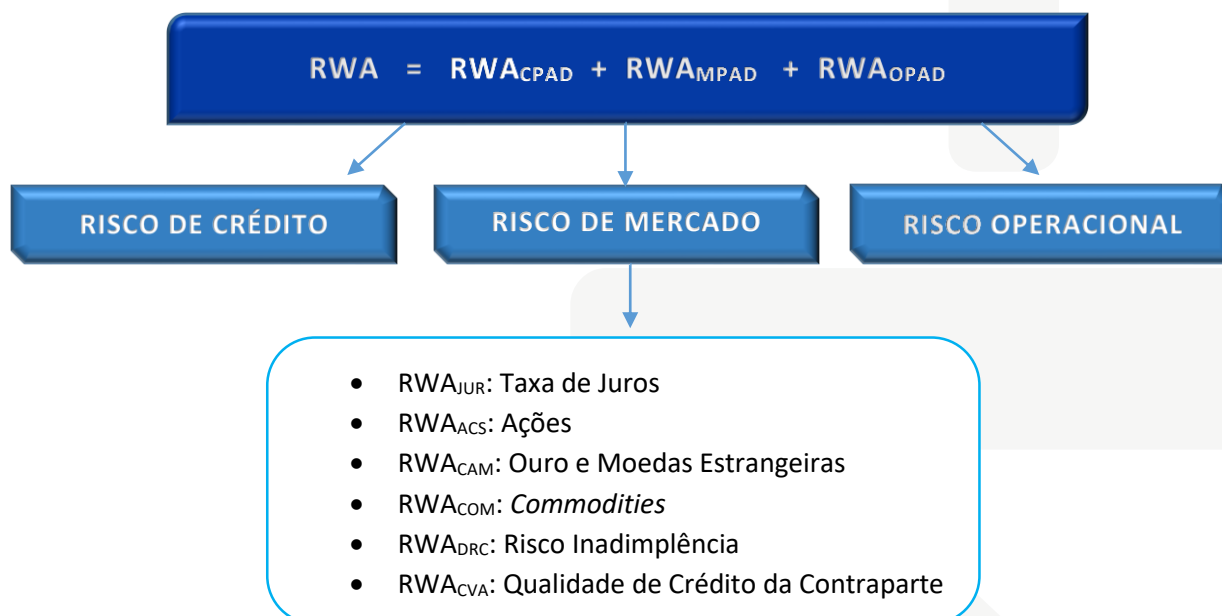 RWA = RWACPAD + RWAMPAD + RWAOPAD
RISCO DE CRÉDITO
RISCO DE MERCADO
RISCO OPERACIONAL
• RWAJUR: Taxa de Juros
• RWAACS: Ações
• RWACAM: Ouro e Moedas Estrangeiras
• RWACOM: Commodities
• RWADRC: Risco Inadimplência
• RWACVA: Qualidade de Crédito da Contraparte